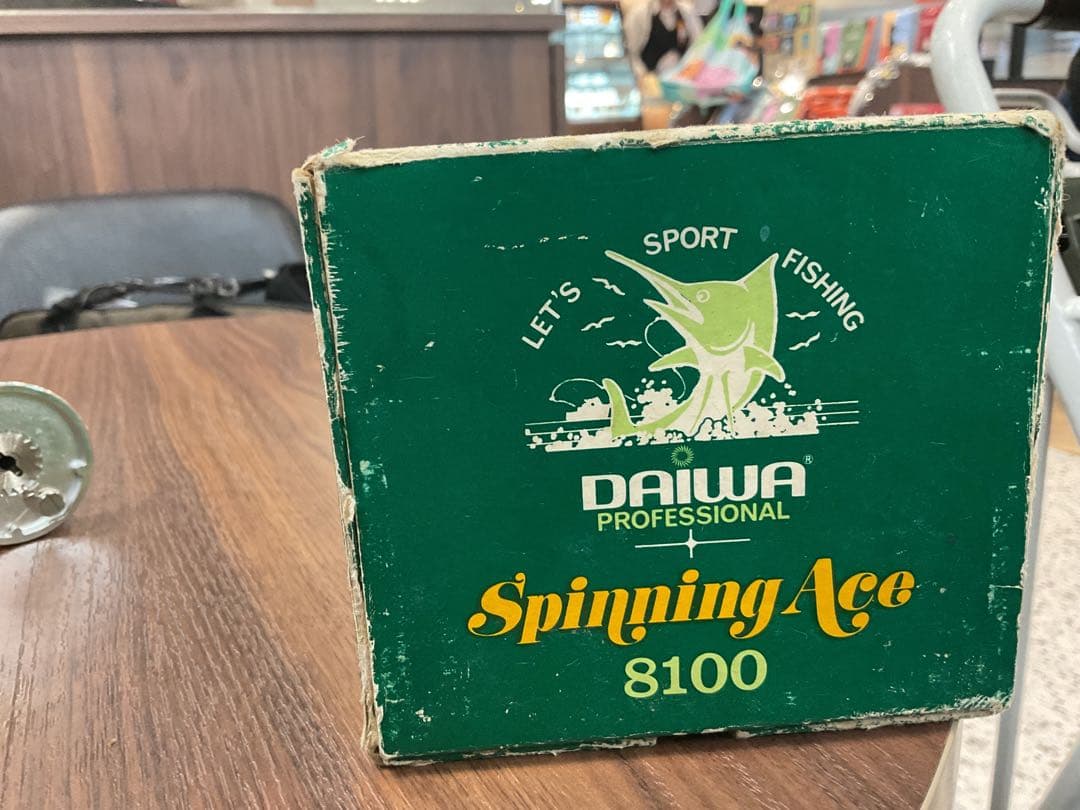 LET'S SPORT FISHING
DAIWA®
PROFESSIONAL
Spinning Ace
8100